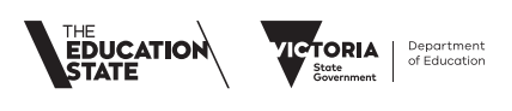 THE
EDUCATION
STATE
VICTORIA
State
Government
Department
of Education